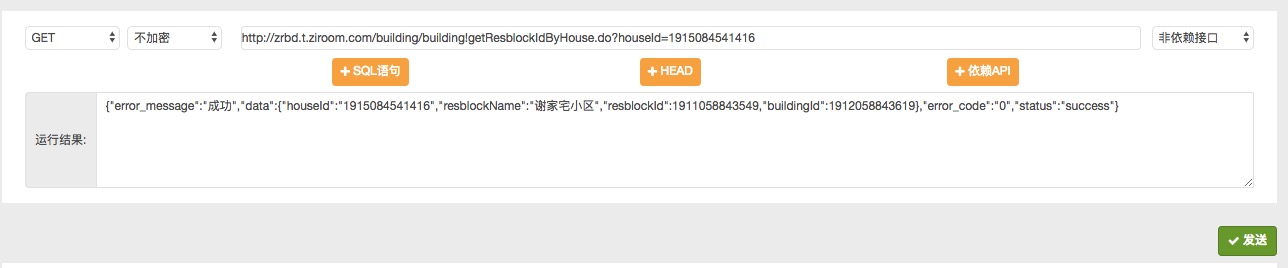 GET 不加密 http://zrbd.t.ziroom.com/building/building!getResblockIdByHouse.do?houseId=1915084541416 非依赖接口
SQL语句 HEAD 依赖API
运行结果: {"error_message":"成功","data":{"houseId":"1915084541416","resblockName":"谢家宅小区","resblockId":1911058843549,"buildingId":1912058843619},"error_code":"0","status":"success"}
发送